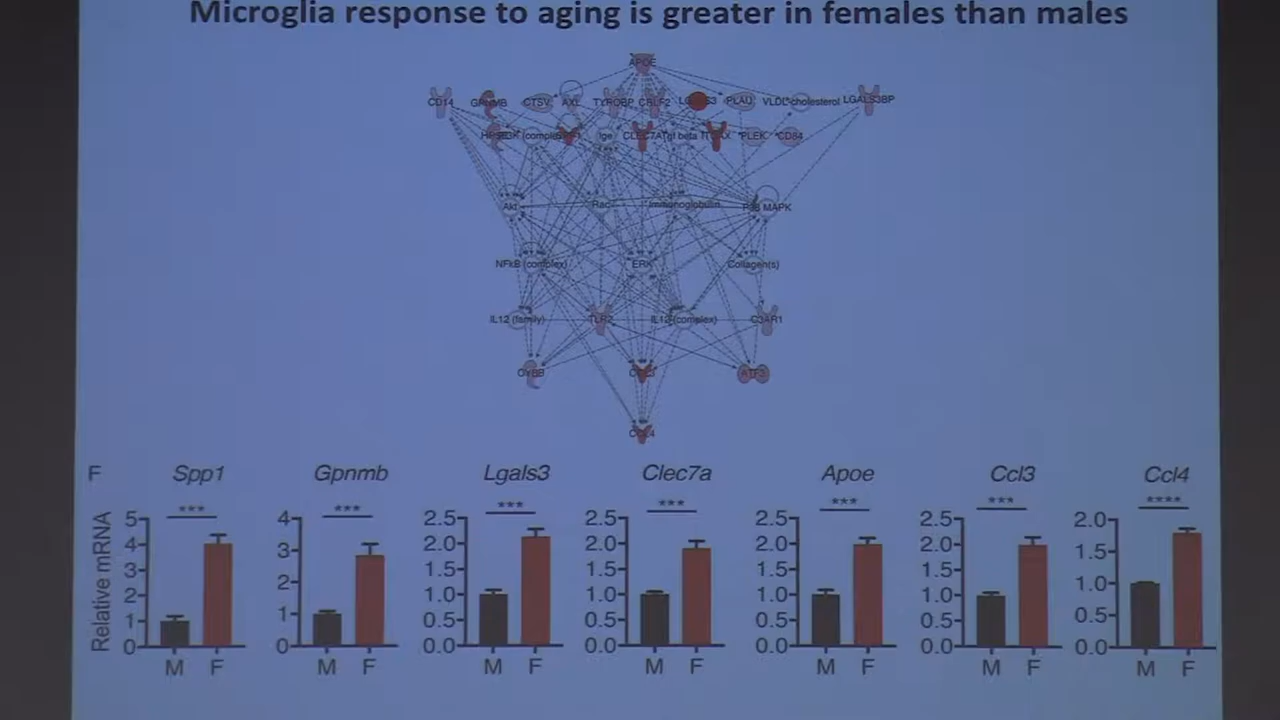 Microglia response to aging is greater in females than males
APOE
CD14 GPNMB CTSV AXL TYROBP CRLF2 LGALS3 PLAU VLDL-cholesterol LGALS3BP
CLEC7A PLEK CD84
Akt Rac Immunoglobulin P38 MAPK
NFkB (complex) ERK Collagen(s)
IL12 (family) TLR2 IL12 (complex) C3AR1
CYBB ATF3
F Spp1 Gpnmb Lgals3 Clec7a Apoe Ccl3 Ccl4
*** *** *** *** *** *** ****
Relative mRNA
5 4 2.5 2.5 2.5 2.5 2.0
4 3 2.0 2.0 2.0 2.0 1.5
3 2 1.5 1.5 1.5 1.5 1.0
2 1 1.0 1.0 1.0 1.0 0.5
1 0 0.5 0.5 0.5 0.5 0.0
0 0.0 0.0 0.0 0.0
M F M F M F M F M F M F M F